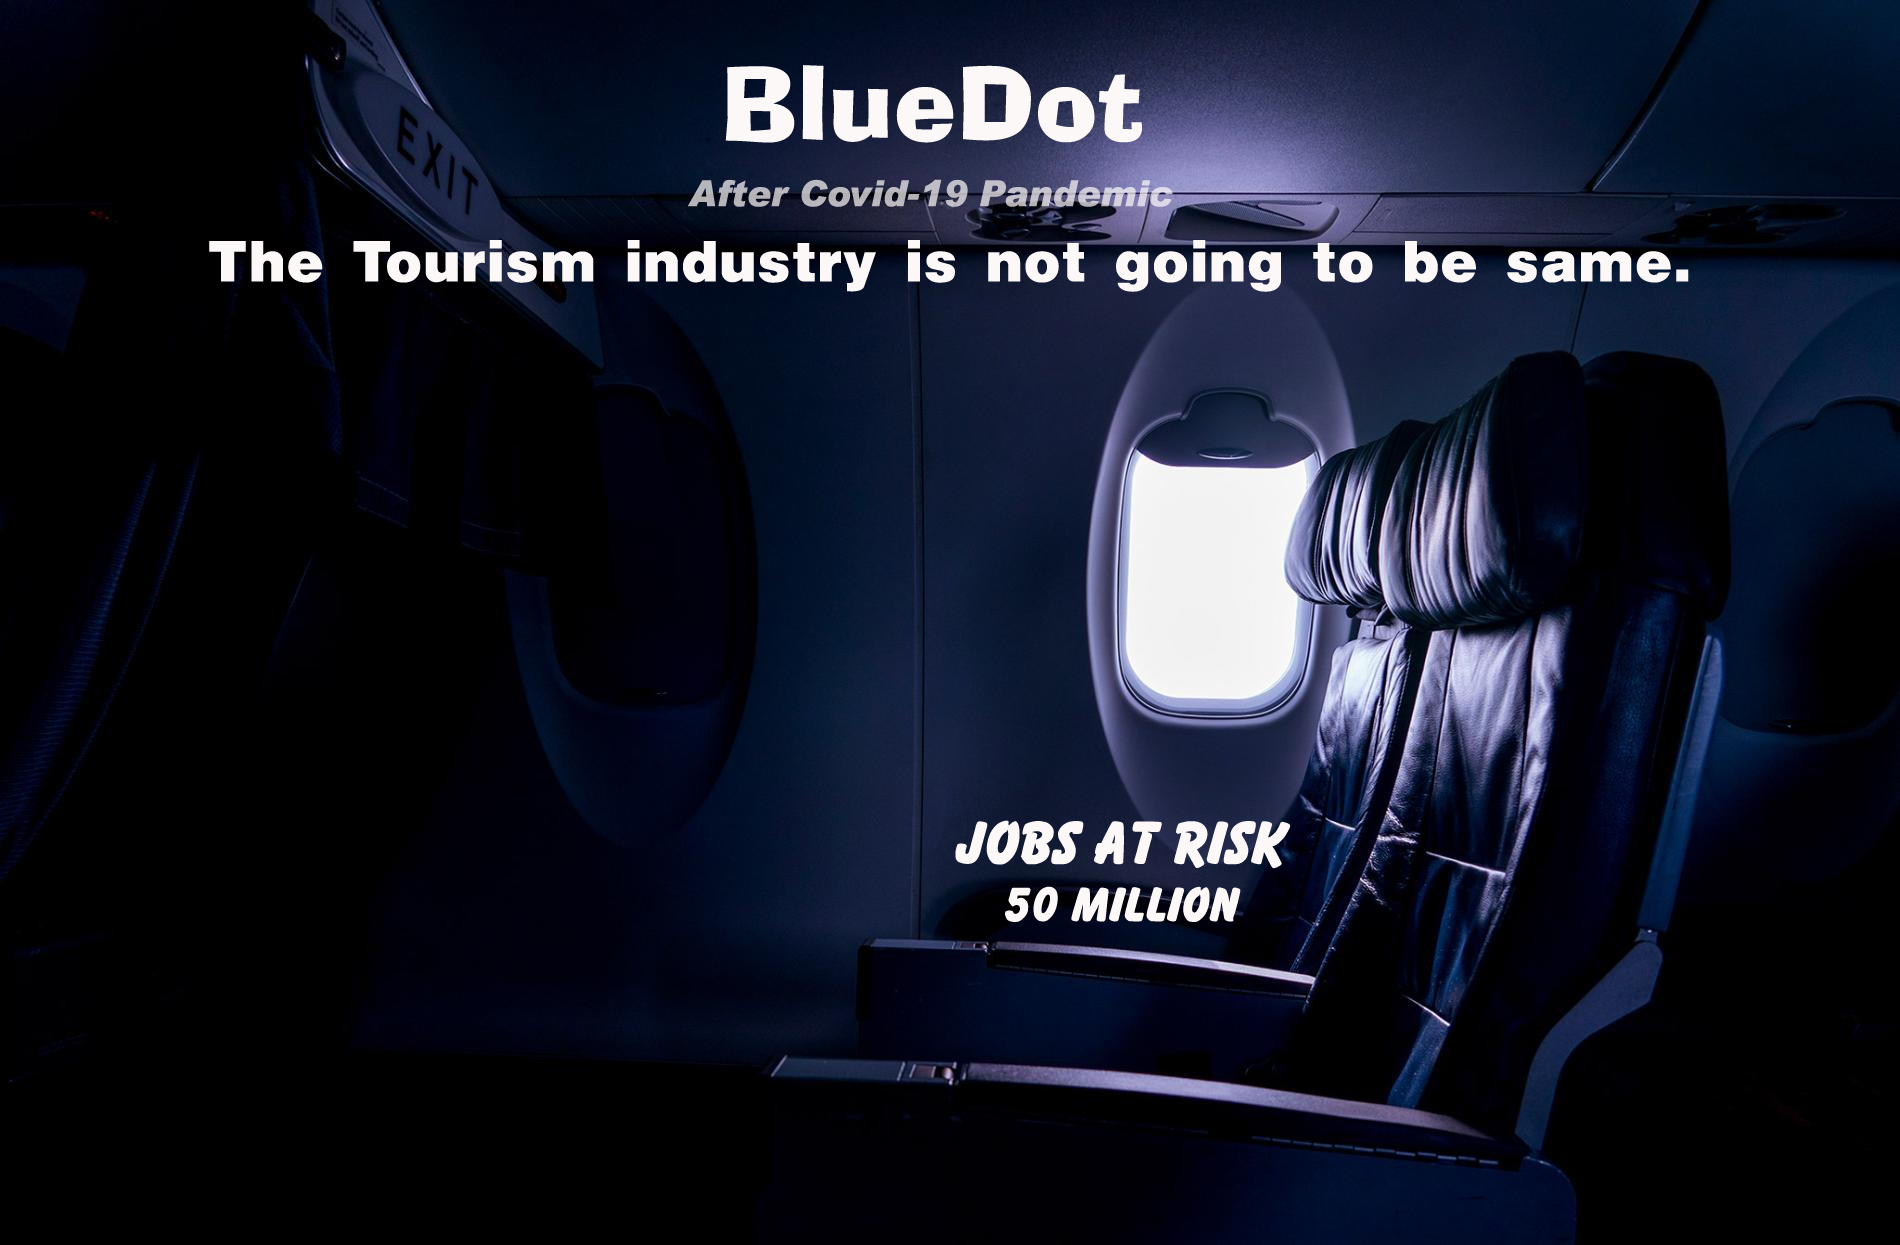 BlueDot
EXIT
After Covid-19 Pandemic
The Tourism industry is not going to be same.
JOBS AT RISK
50 MILLION